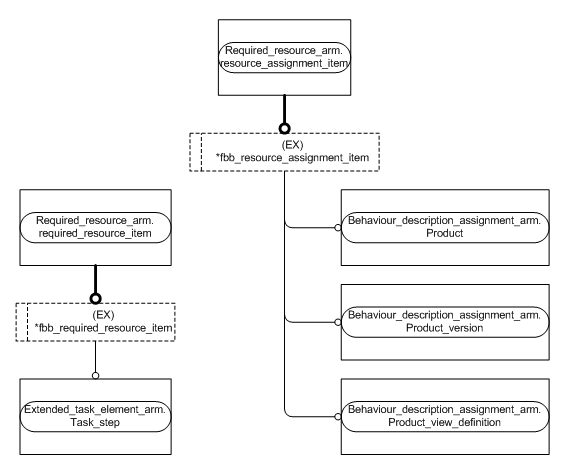 Required_resource_arm.
resource_assignment_item
(EX)
*fbb_resource_assignment_item
Required_resource_arm.
required_resource_item
(EX)
*fbb_required_resource_item
Extended_task_element_arm.
Task_step
Behaviour_description_assignment_arm.
Product
Behaviour_description_assignment_arm.
Product_version
Behaviour_description_assignment_arm.
Product_view_definition